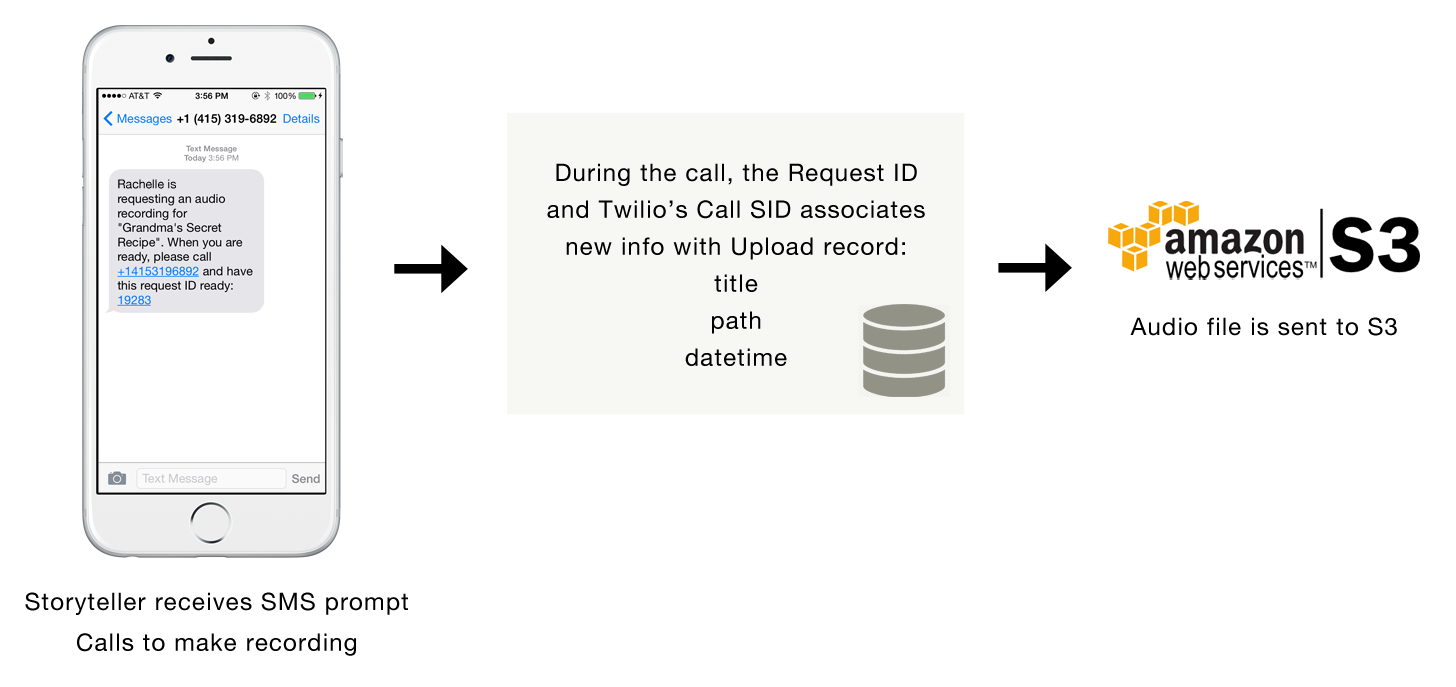 AT&T 3:56 PM 100%
Messages +1 (415) 319-6892 Details
Text Message
Today 3:56 PM
Rachelle is
requesting an audio
recording for
"Grandma's Secret
Recipe". When you are
ready, please call
+14153196892 and have
this request ID ready:
19283
Text Message Send
Storyteller receives SMS prompt
Calls to make recording
During the call, the Request ID
and Twilio’s Call SID associates
new info with Upload record:
title
path
datetime
amazon
web services™
S3
Audio file is sent to S3